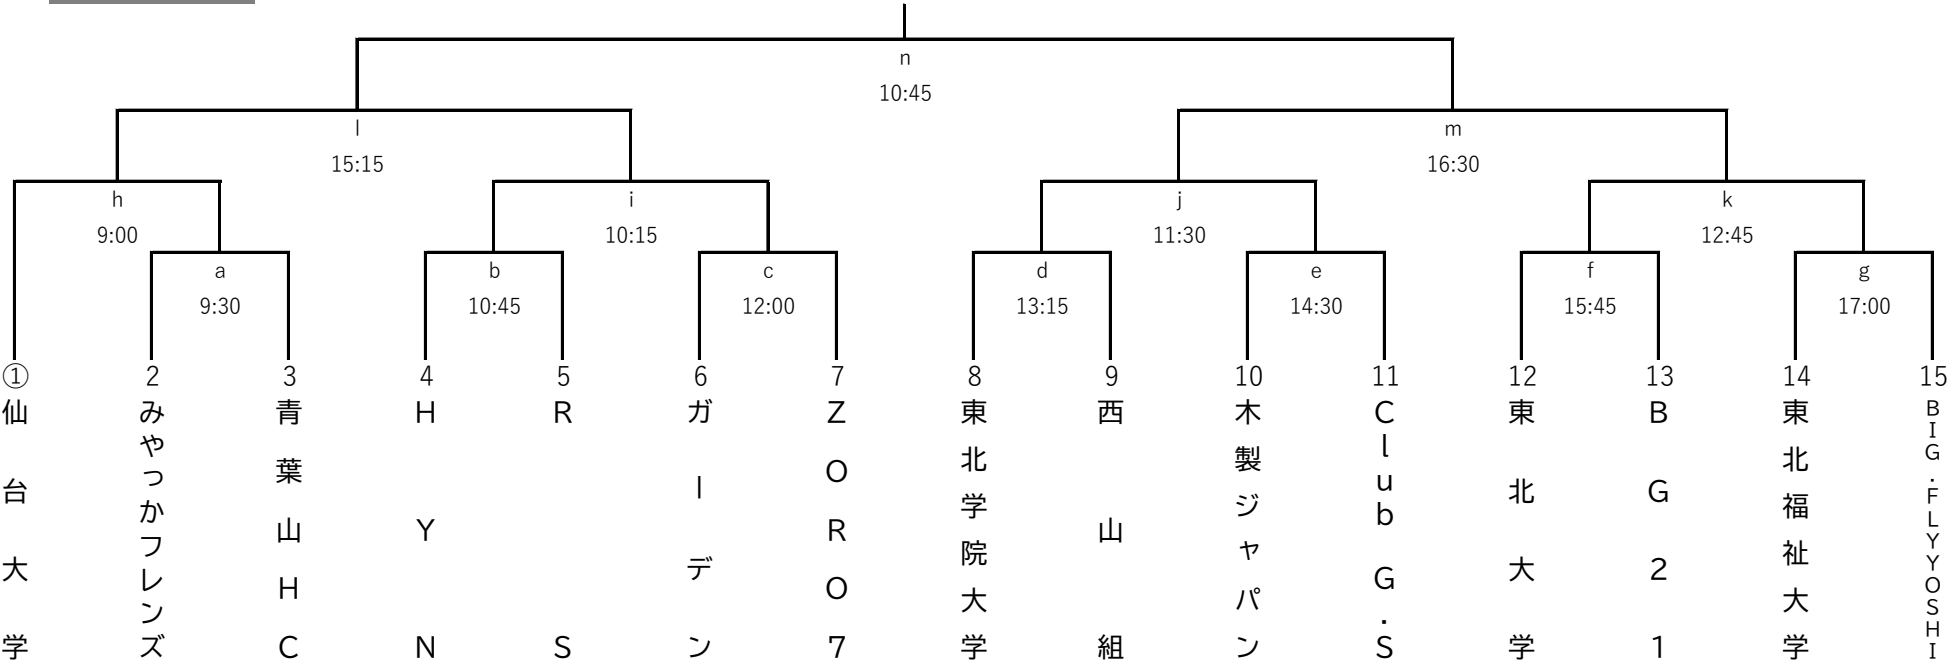 n
10:45
l
m
15:15
16:30
h
i
j
k
9:00
10:15
11:30
12:45
a
b
c
d
e
f
g
9:30
10:45
12:00
13:15
14:30
15:45
17:00
①
仙台大学
2
みやっかフレンズ
3
青葉山HC
4
HYN
5
RS
6
ガーデン
7
ZORO7
8
東北学院大学
9
西山組
10
木製ジャパン
11
Club G.S
12
東北大学
13
BG21
14
東北福祉大学
15
BIG.FLYYOSHI